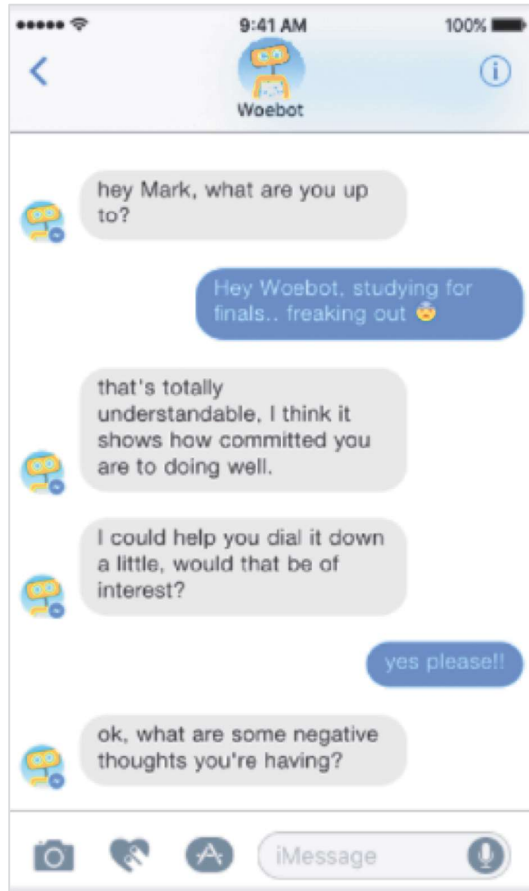 9:41 AM
100%
Woebot
hey Mark, what are you up
to?
Hey Woebot, studying for
finals.. freaking out 😨
that's totally
understandable, I think it
shows how committed you
are to doing well.
I could help you dial it down
a little, would that be of
interest?
yes please!!
ok, what are some negative
thoughts you're having?
iMessage